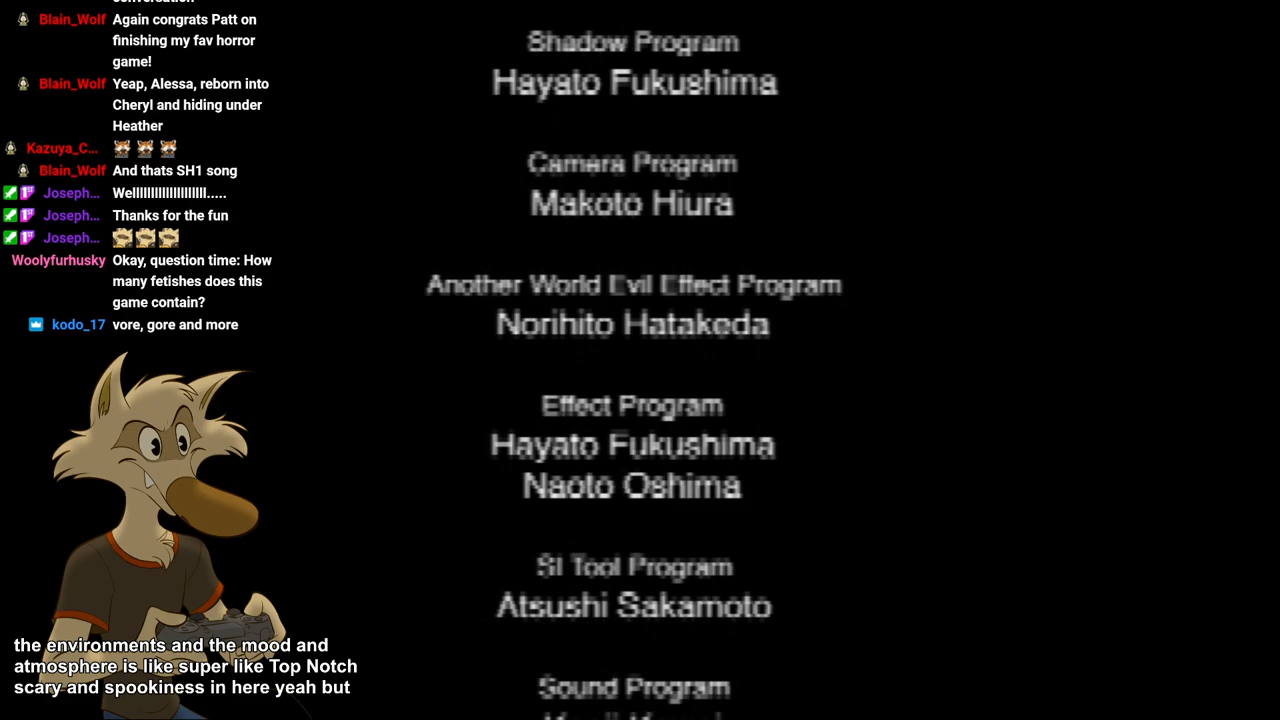 Blain_Wolf Again congrats Patt on
finishing my fav horror
game!
Blain_Wolf Yeap, Alessa, reborn into
Cheryl and hiding under
Heather
Kazuya_C...
Blain_Wolf And thats SH1 song
Joseph... Wellllllllllllllllllll.....
Joseph... Thanks for the fun
Joseph...
Woolyfurhusky Okay, question time: How
many fetishes does this
game contain?
kodo_17 vore, gore and more
the environments and the mood and
atmosphere is like super like Top Notch
scary and spookiness in here yeah but
Shadow Program
Hayato Fukushima
Camera Program
Makoto Hiura
Another World Evil Effect Program
Norihito Hatakeda
Effect Program
Hayato Fukushima
Naoto Oshima
SI Tool Program
Atsushi Sakamoto
Sound Program